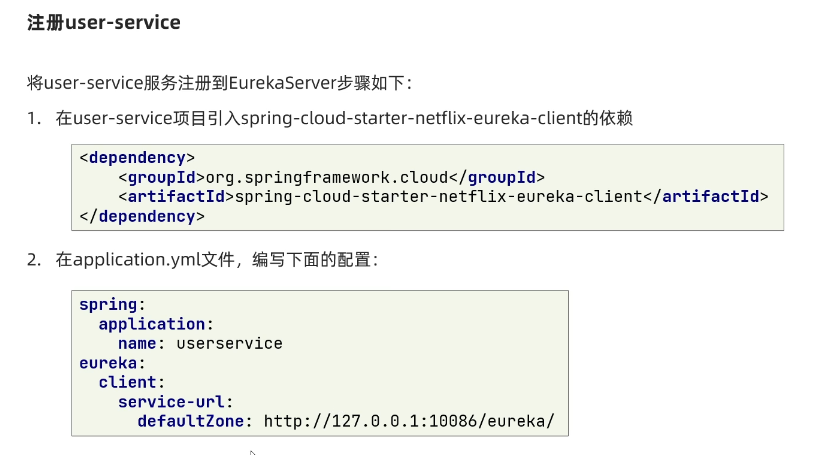 注册user-service
将user-service服务注册到EurekaServer步骤如下：
1. 在user-service项目引入spring-cloud-starter-netflix-eureka-client的依赖
<dependency>
    <groupId>org.springframework.cloud</groupId>
    <artifactId>spring-cloud-starter-netflix-eureka-client</artifactId>
</dependency>
2. 在application.yml文件，编写下面的配置：
spring:
  application:
    name: userservice
eureka:
  client:
    service-url:
      defaultZone: http://127.0.0.1:10086/eureka/